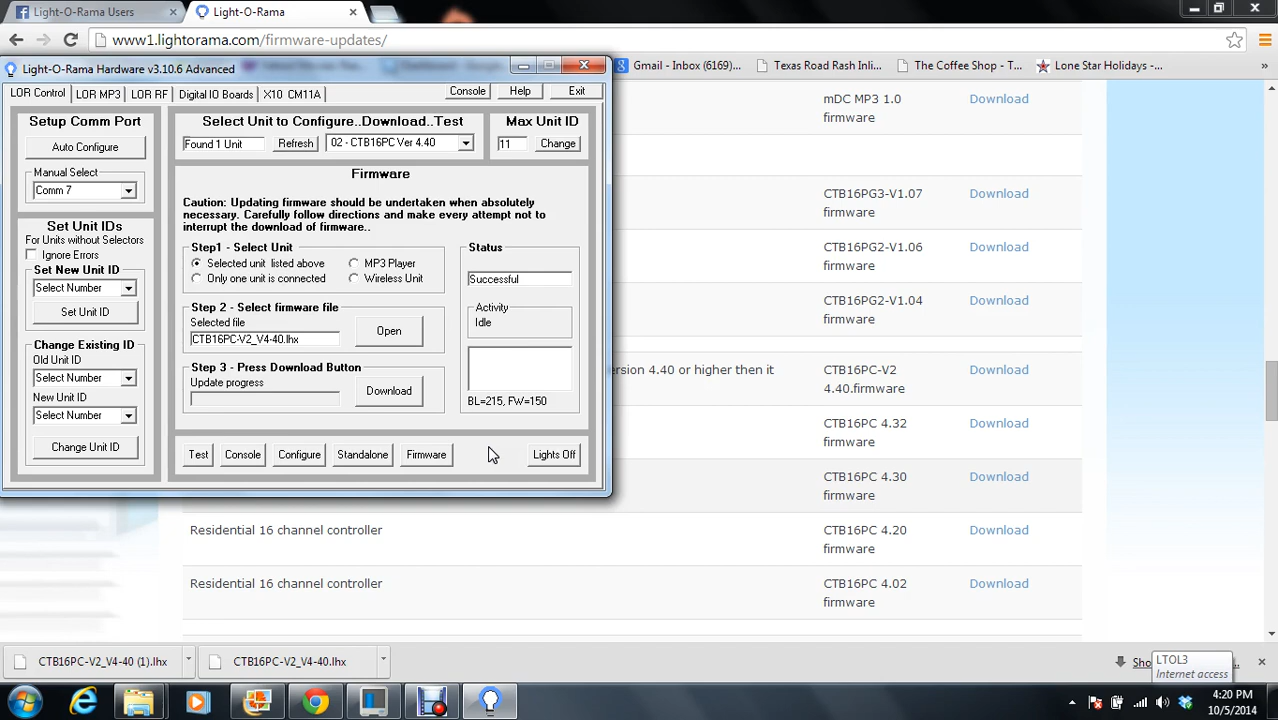 Light-O-Rama Users
Light-O-Rama
www1.lightorama.com/firmware-updates/
Gmail - Inbox (6169)...
Texas Road Rash Inli...
The Coffee Shop - T...
Lone Star Holidays -...
»
Light-O-Rama Hardware v3.10.6 Advanced
LOR Control
LOR MP3
LOR RF
Digital IO Boards
X10 CM11A
Console
Help
Exit
Setup Comm Port
Auto Configure
Manual Select
Comm 7
Set Unit IDs
For Units without Selectors
Ignore Errors
Set New Unit ID
Select Number
Set Unit ID
Change Existing ID
Old Unit ID
Select Number
New Unit ID
Select Number
Change Unit ID
Select Unit to Configure..Download..Test
Found 1 Unit
Refresh
02 - CTB16PC Ver 4.40
Max Unit ID
11
Change
Firmware
Caution: Updating firmware should be undertaken when absolutely
necessary. Carefully follow directions and make every attempt not to
interrupt the download of firmware..
Step1 - Select Unit
Selected unit listed above
MP3 Player
Only one unit is connected
Wireless Unit
Step 2 - Select firmware file
Selected file
CTB16PC-V2_V4-40.lhx
Open
Step 3 - Press Download Button
Update progress
Download
Status
Successful
Activity
Idle
BL=215, FW=150
Test
Console
Configure
Standalone
Firmware
Lights Off
mDC MP3 1.0
firmware
Download
CTB16PG3-V1.07
firmware
Download
CTB16PG2-V1.06
firmware
Download
CTB16PG2-V1.04
firmware
Download
ersion 4.40 or higher then it
CTB16PC-V2
4.40.firmware
Download
CTB16PC 4.32
firmware
Download
CTB16PC 4.30
firmware
Download
Residential 16 channel controller
CTB16PC 4.20
firmware
Download
Residential 16 channel controller
CTB16PC 4.02
firmware
Download
CTB16PC-V2_V4-40 (1).lhx
CTB16PC-V2_V4-40.lhx
LTOL3
Internet access
4:20 PM
10/5/2014